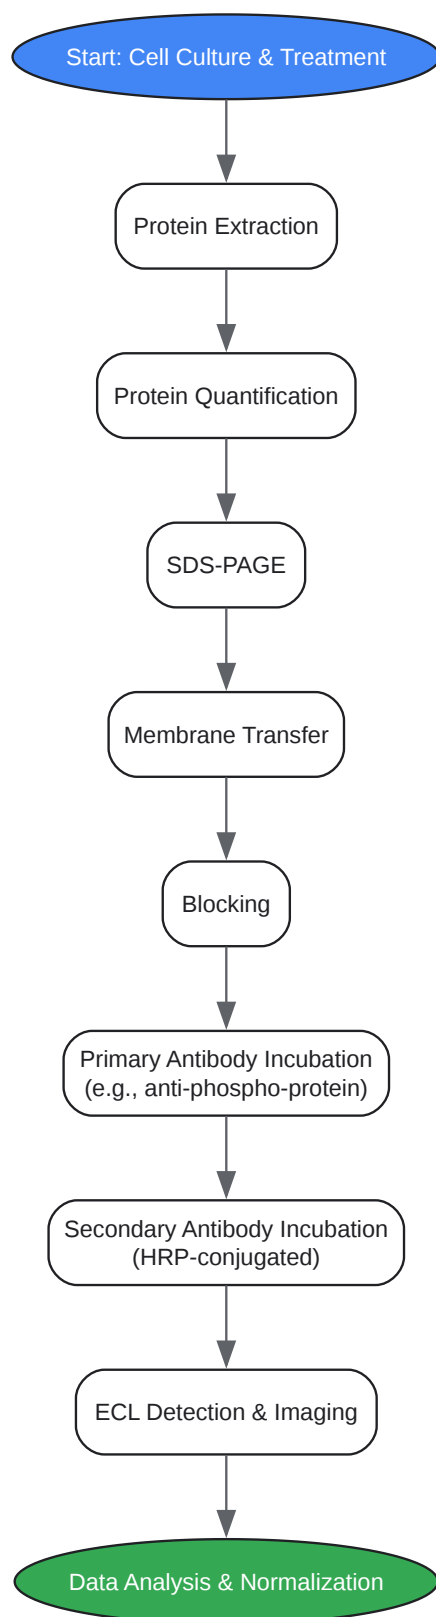 Start: Cell Culture & Treatment
Protein Extraction
Protein Quantification
SDS-PAGE
Membrane Transfer
Blocking
Primary Antibody Incubation
(e.g., anti-phospho-protein)
Secondary Antibody Incubation
(HRP-conjugated)
ECL Detection & Imaging
Data Analysis & Normalization